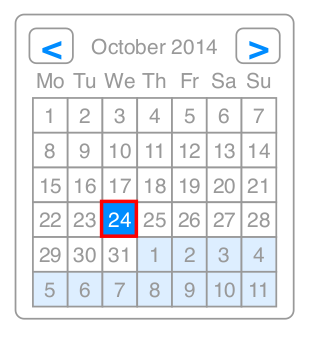 < October 2014 >
Mo Tu We Th Fr Sa Su
1 2 3 4 5 6 7
8 9 10 11 12 13 14
15 16 17 18 19 20 21
22 23 24 25 26 27 28
29 30 31 1 2 3 4
5 6 7 8 9 10 11